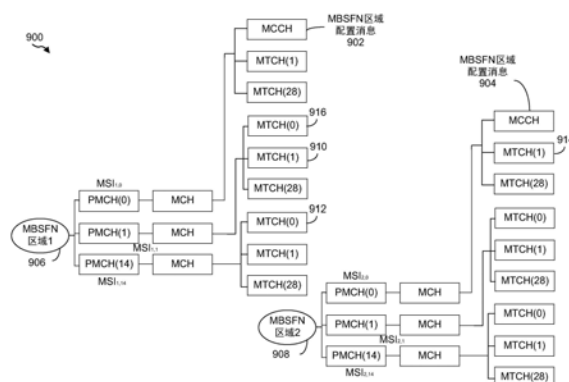 900
MCCH
MBSFN区域
配置消息
902
MTCH(1)
MTCH(28)
MTCH(0)
916
MTCH(1)
910
MTCH(28)
MTCH(0)
912
MTCH(1)
MTCH(28)
MSI1,0
PMCH(0)
MCH
PMCH(1)
MCH
MSI1,1
PMCH(14)
MCH
MSI1,14
MBSFN
区域1
906
MBSFN区域
配置消息
904
MCCH
MTCH(1)
MTCH(28)
MTCH(0)
MTCH(1)
MTCH(28)
MTCH(0)
MTCH(1)
MTCH(28)
MSI2,0
PMCH(0)
MCH
PMCH(1)
MCH
MSI2,1
PMCH(14)
MCH
MSI2,14
MBSFN
区域2
908